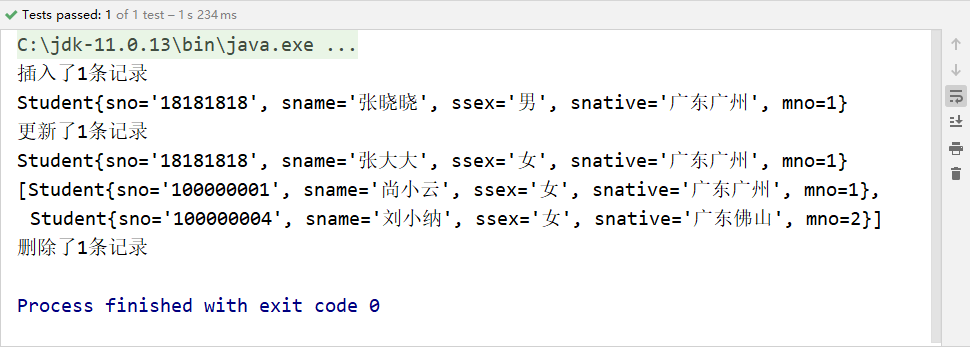 Tests passed: 1 of 1 test – 1 s 234 ms
C:\jdk-11.0.13\bin\java.exe ...
插入了1条记录
Student{sno='18181818', sname='张晓晓', ssex='男', snative='广东广州', mno=1}
更新了1条记录
Student{sno='18181818', sname='张大大', ssex='女', snative='广东广州', mno=1}
[Student{sno='100000001', sname='尚小云', ssex='女', snative='广东广州', mno=1},
 Student{sno='100000004', sname='刘小纳', ssex='女', snative='广东佛山', mno=2}]
删除了1条记录
Process finished with exit code 0